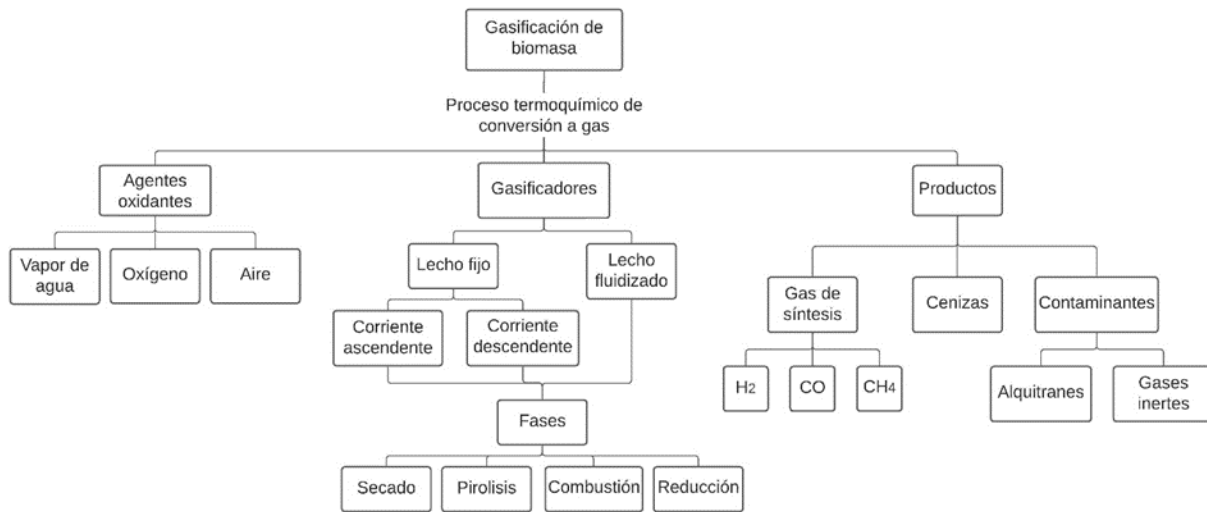 Gasificación de
biomasa
Proceso termoquímico de
conversión a gas
Agentes
oxidantes
Gasificadores
Productos
Vapor de
agua
Oxígeno
Aire
Lecho fijo
Lecho
fluidizado
Gas de
síntesis
Cenizas
Contaminantes
Corriente
ascendente
Corriente
descendente
H2
CO
CH4
Alquitranes
Gases
inertes
Fases
Secado
Pirolisis
Combustión
Reducción